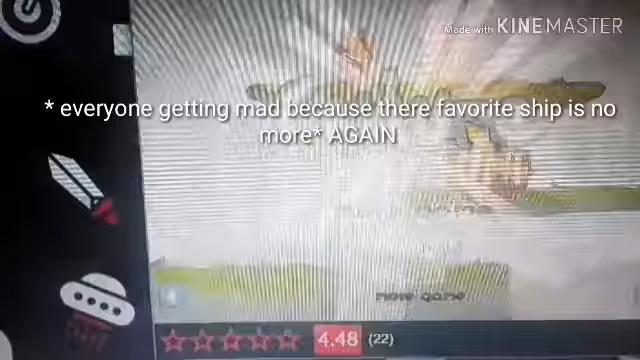 Made with KINEMASTER
* everyone getting mad because there favorite ship is no
more* AGAIN
4.48 (22)